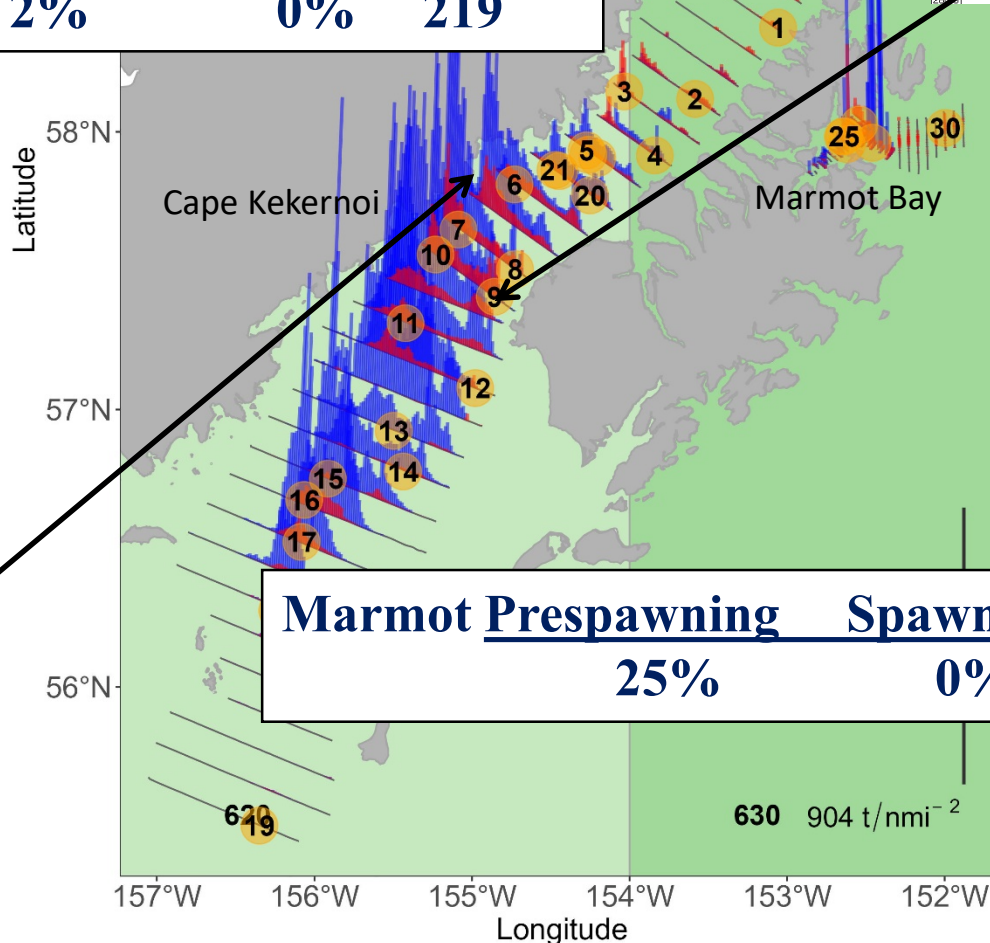 2% 0% 219
58°N
57°N
56°N
Latitude
Cape Kekernoi
Marmot Bay
1
2
3
4
5
21
20
6
7
10
8
9
11
12
13
14
15
16
17
25
30
Marmot Prespawning Spawn
25% 0%
620
19
630 904 t/nmi⁻²
157°W 156°W 155°W 154°W 153°W 152°W
Longitude